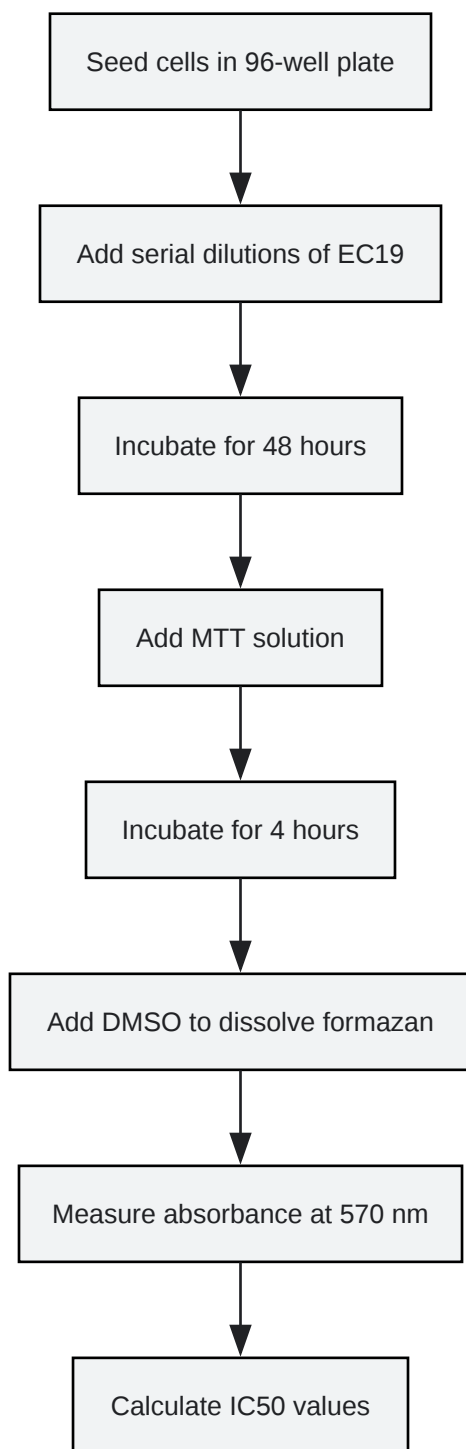 Seed cells in 96-well plate
Add serial dilutions of EC19
Incubate for 48 hours
Add MTT solution
Incubate for 4 hours
Add DMSO to dissolve formazan
Measure absorbance at 570 nm
Calculate IC50 values